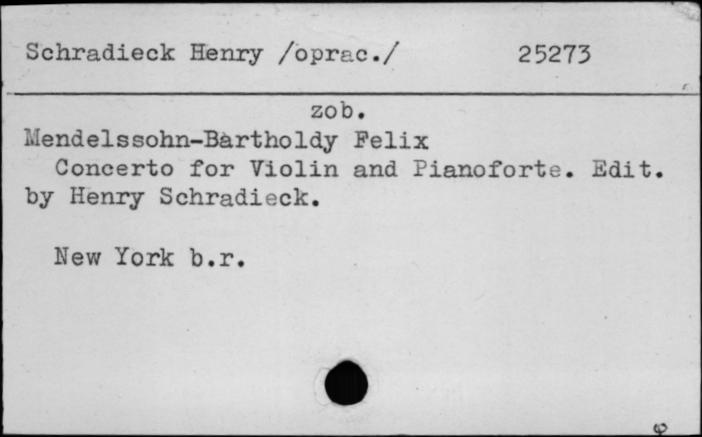 Schradieck Henry /oprac./ 25273
zob.
Mendelssohn-Bartholdy Felix
Concerto for Violin and Pianoforte. Edit.
by Henry Schradieck.
New York b.r.